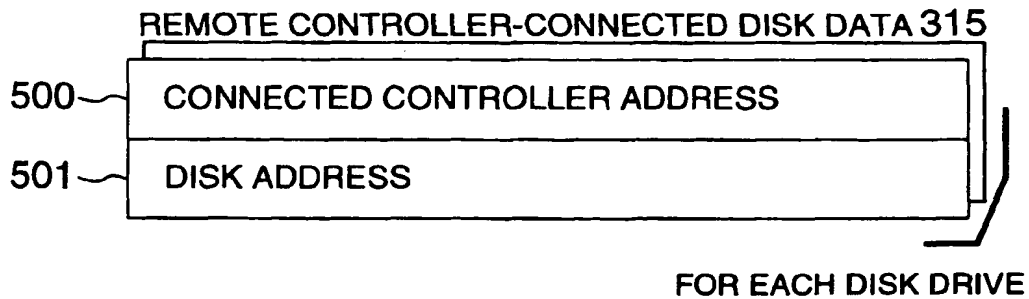 REMOTE CONTROLLER-CONNECTED DISK DATA 315
500 CONNECTED CONTROLLER ADDRESS
501 DISK ADDRESS
FOR EACH DISK DRIVE